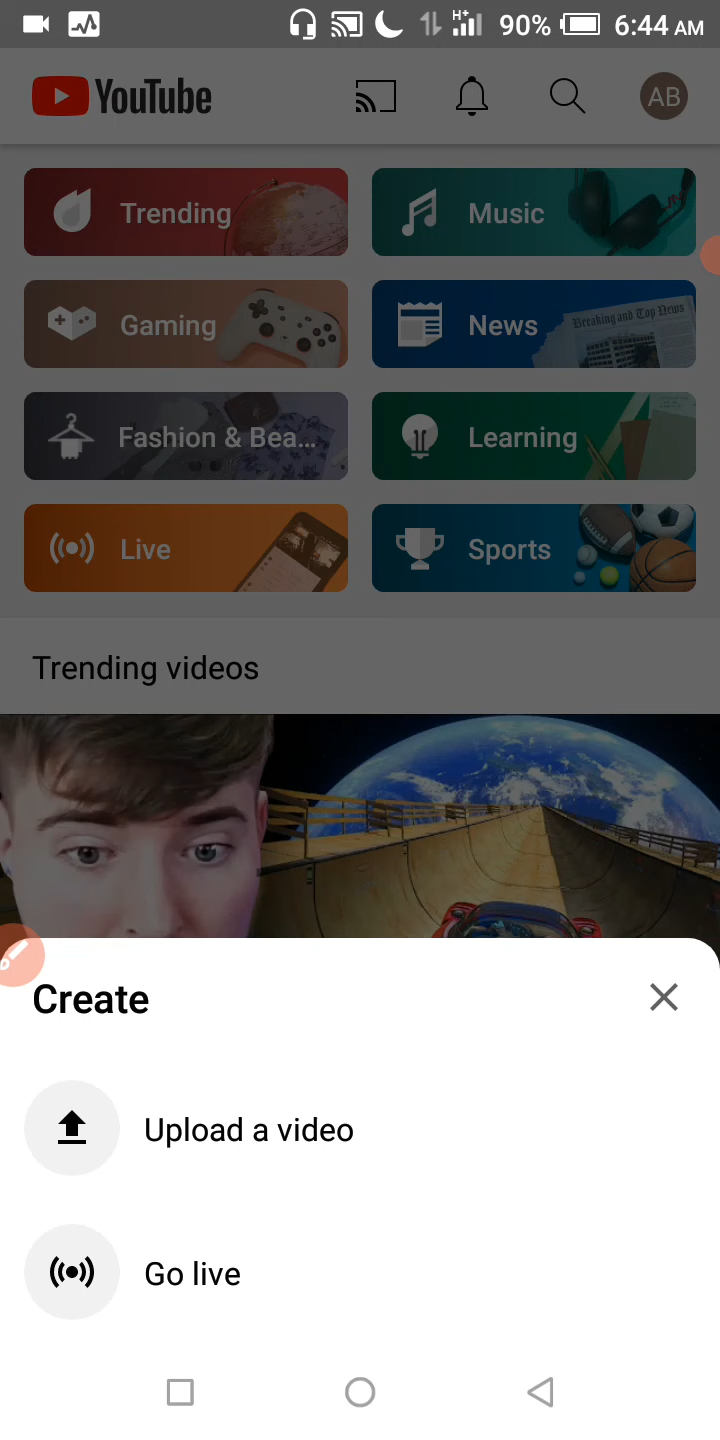 H+ 90% 6:44 AM
YouTube AB
Trending Music
Breaking and Top News
Gaming News
Fashion & Bea... Learning
Live Sports
Trending videos
Create
Upload a video
Go live